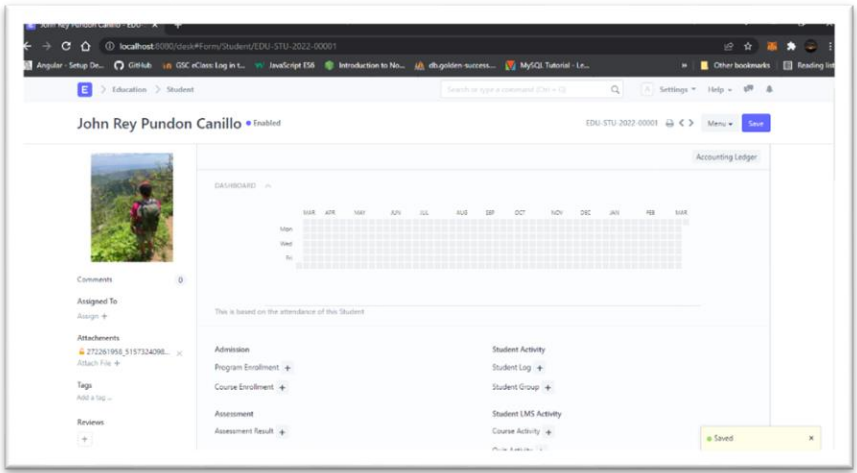 John Rey Pundon Canillo - EDU-
localhost:8080/desk#Form/Student/EDU-STU-2022-00001
Angular - Setup De... GitHub GSC eClass: Log in t... JavaScript ES6 Introduction to No... db.golden-success... MySQL Tutorial - Le... » Other bookmarks Reading list
E > Education > Student Search or type a command (Ctrl + G) A Settings Help
John Rey Pundon Canillo • Enabled EDU-STU-2022-00001 < > Menu Save
Accounting Ledger
DASHBOARD
MAR APR MAY JUN JUL AUG SEP OCT NOV DEC JAN FEB MAR
Mon
Wed
Fri
Comments 0
Assigned To
Assign +
This is based on the attendance of this Student
Attachments
272261958_5157324098...
Attach File +
Tags
Add a tag ...
Reviews
+
Admission
Program Enrollment +
Course Enrollment +
Assessment
Assessment Result +
Student Activity
Student Log +
Student Group +
Student LMS Activity
Course Activity +
Quiz Activity +
Saved ×